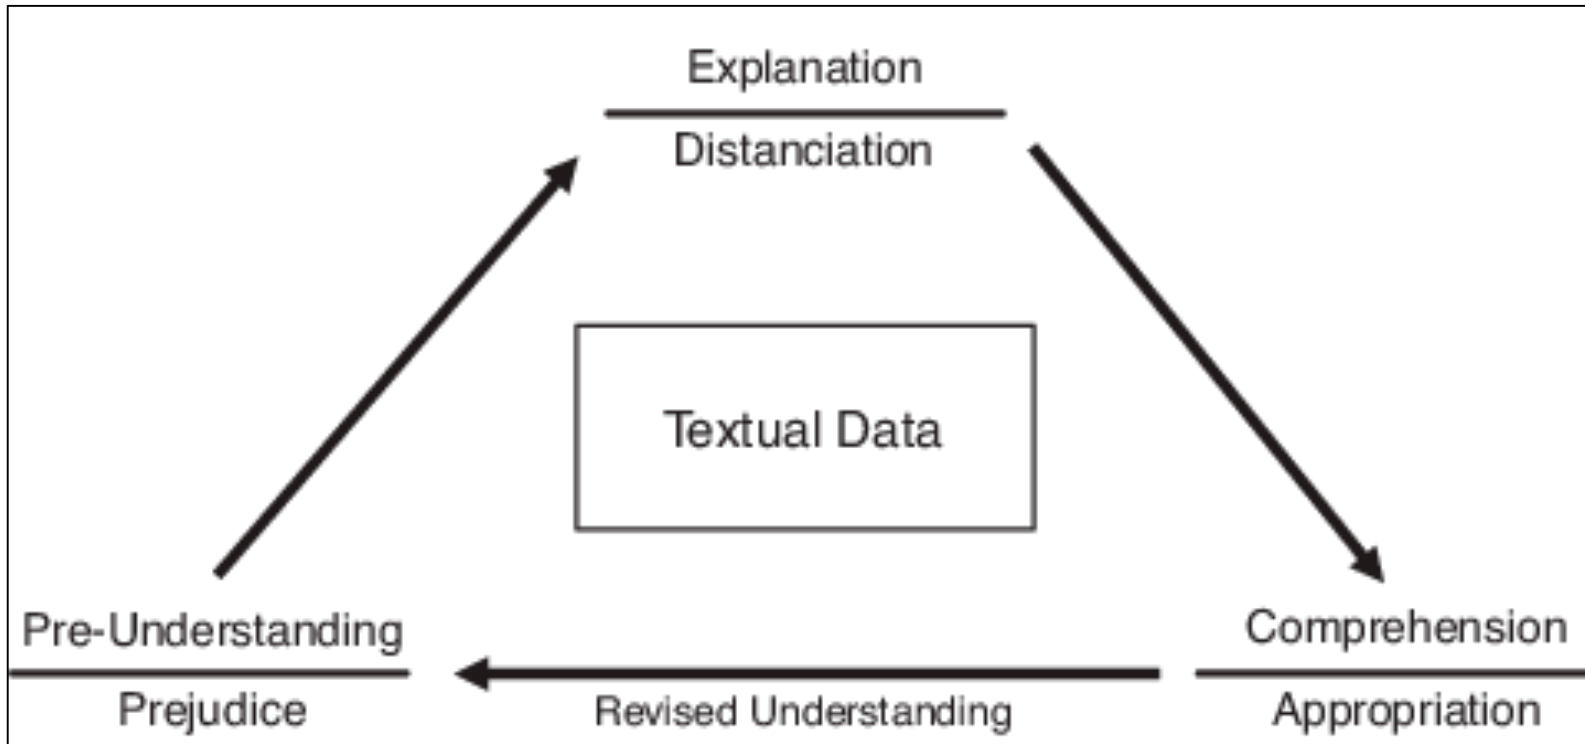 Explanation
Distanciation
Textual Data
Pre-Understanding
Prejudice
Revised Understanding
Comprehension
Appropriation